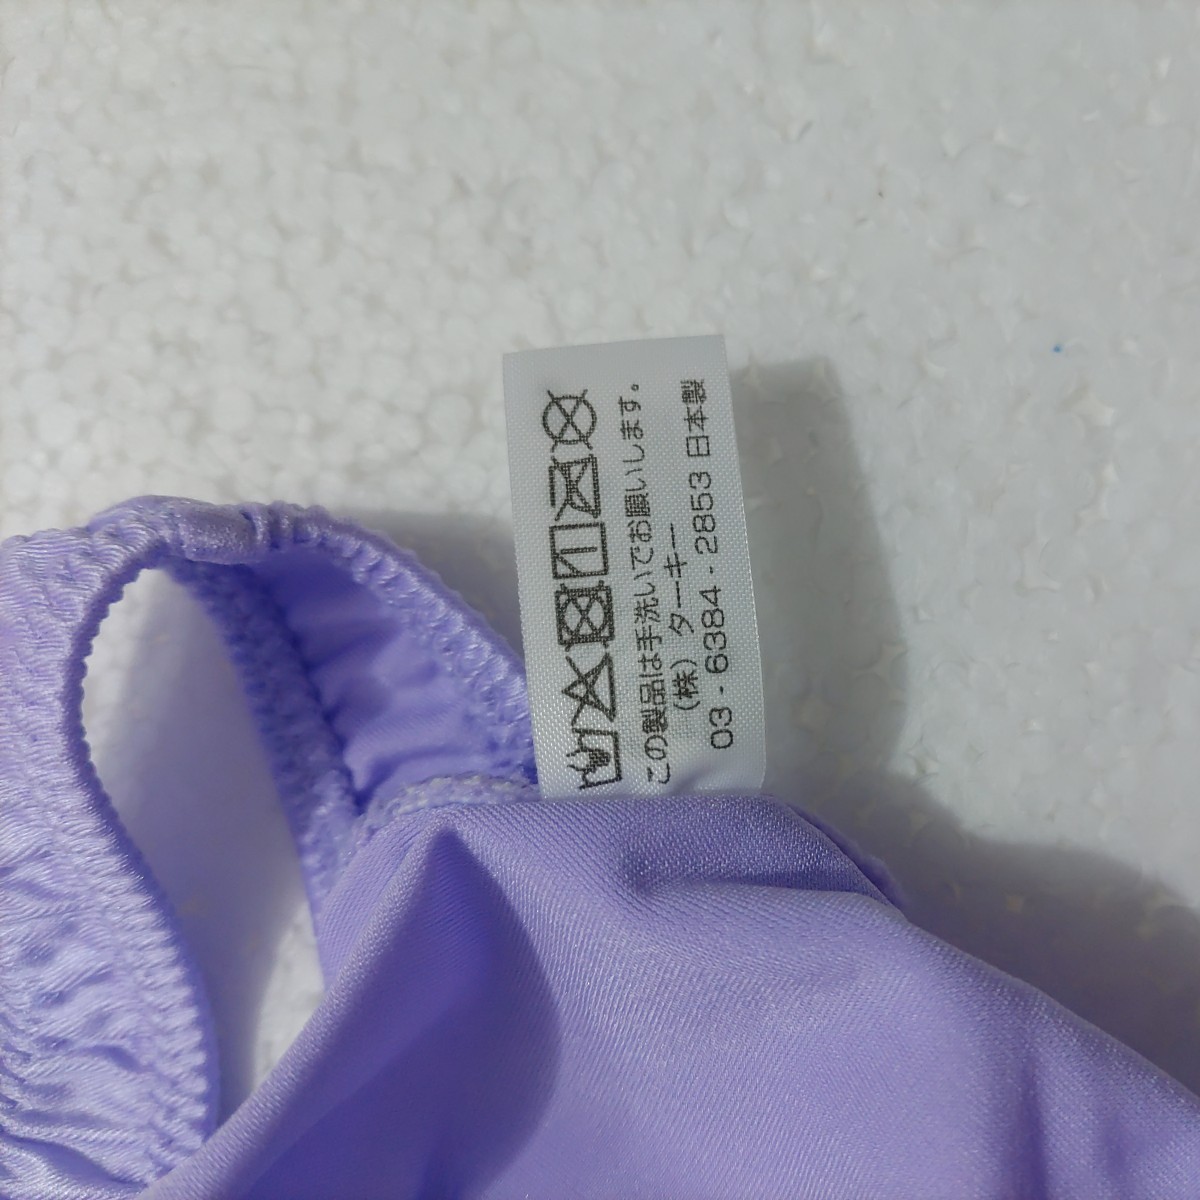 この製品は手洗いでお願いします。
（株）ターキー
03 - 6384 - 2853 日本製